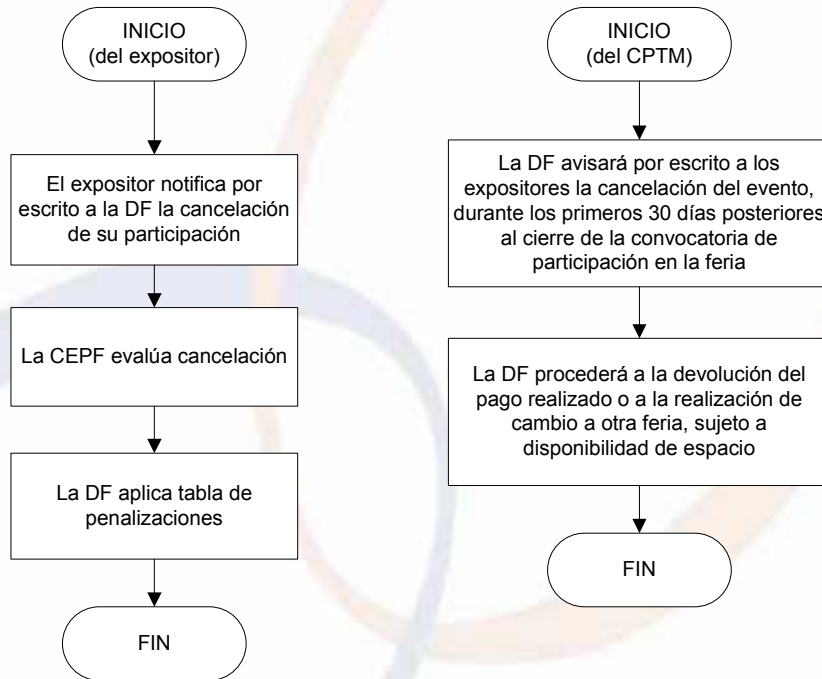 INICIO
(del expositor)
El expositor notifica por
escrito a la DF la cancelación
de su participación
La CEPF evalúa cancelación
La DF aplica tabla de
penalizaciones
FIN
INICIO
(del CPTM)
La DF avisará por escrito a los
expositores la cancelación del evento,
durante los primeros 30 días posteriores
al cierre de la convocatoria de
participación en la feria
La DF procederá a la devolución del
pago realizado o a la realización de
cambio a otra feria, sujeto a
disponibilidad de espacio
FIN